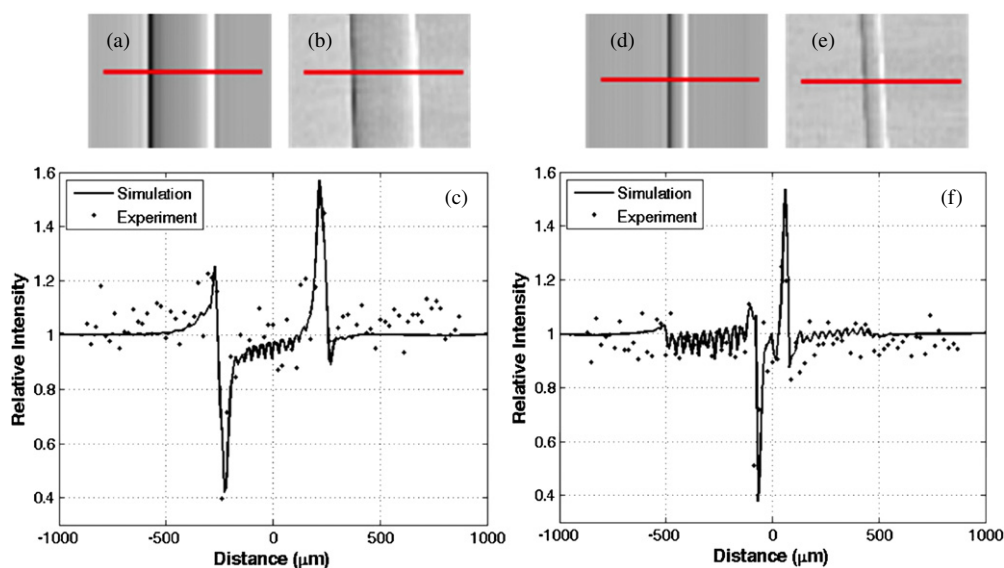 (a) (b) (d) (e)
1.6
1.4
1.2
1
0.8
0.6
0.4
Relative Intensity
Simulation
Experiment
(c)
-1000 -500 0 500 1000
Distance (μm)
1.6
1.4
1.2
1
0.8
0.6
0.4
Relative Intensity
Simulation
Experiment
(f)
-1000 -500 0 500 1000
Distance (μm)